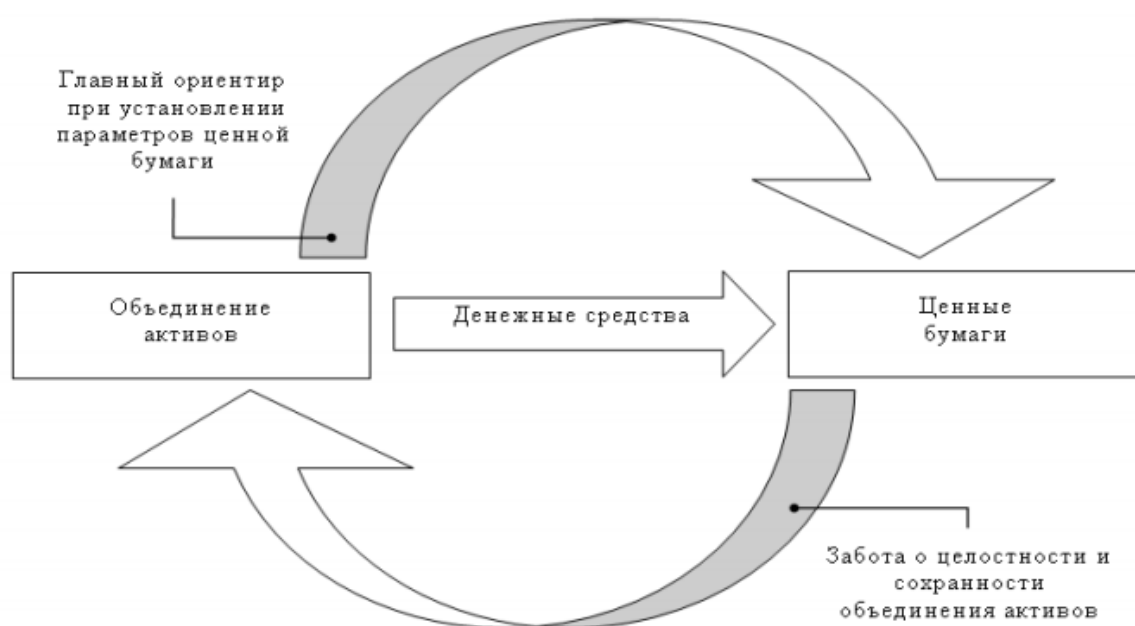 Главный ориентир
при установлении
параметров ценной
бумаги
Объединение
активов
Денежные средства
Ценные
бумаги
Забота о целостности и
сохранности
объединения активов